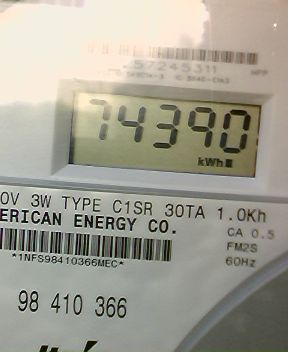 57245311
74390
kWh
0V 3W TYPE C1SR 30TA 1.0Kh
ERICAN ENERGY CO.
CA 0.5
FM2S
*1NFS98410366MEC*
60Hz
98 410 366